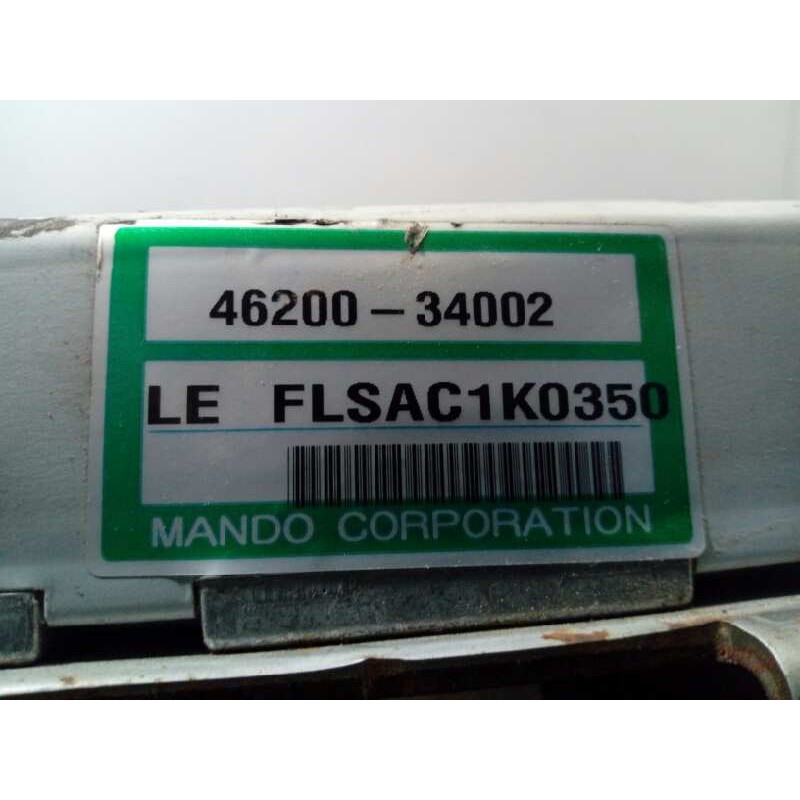 46200-34002
LE FLSAC1K0350
MANDO CORPORATION